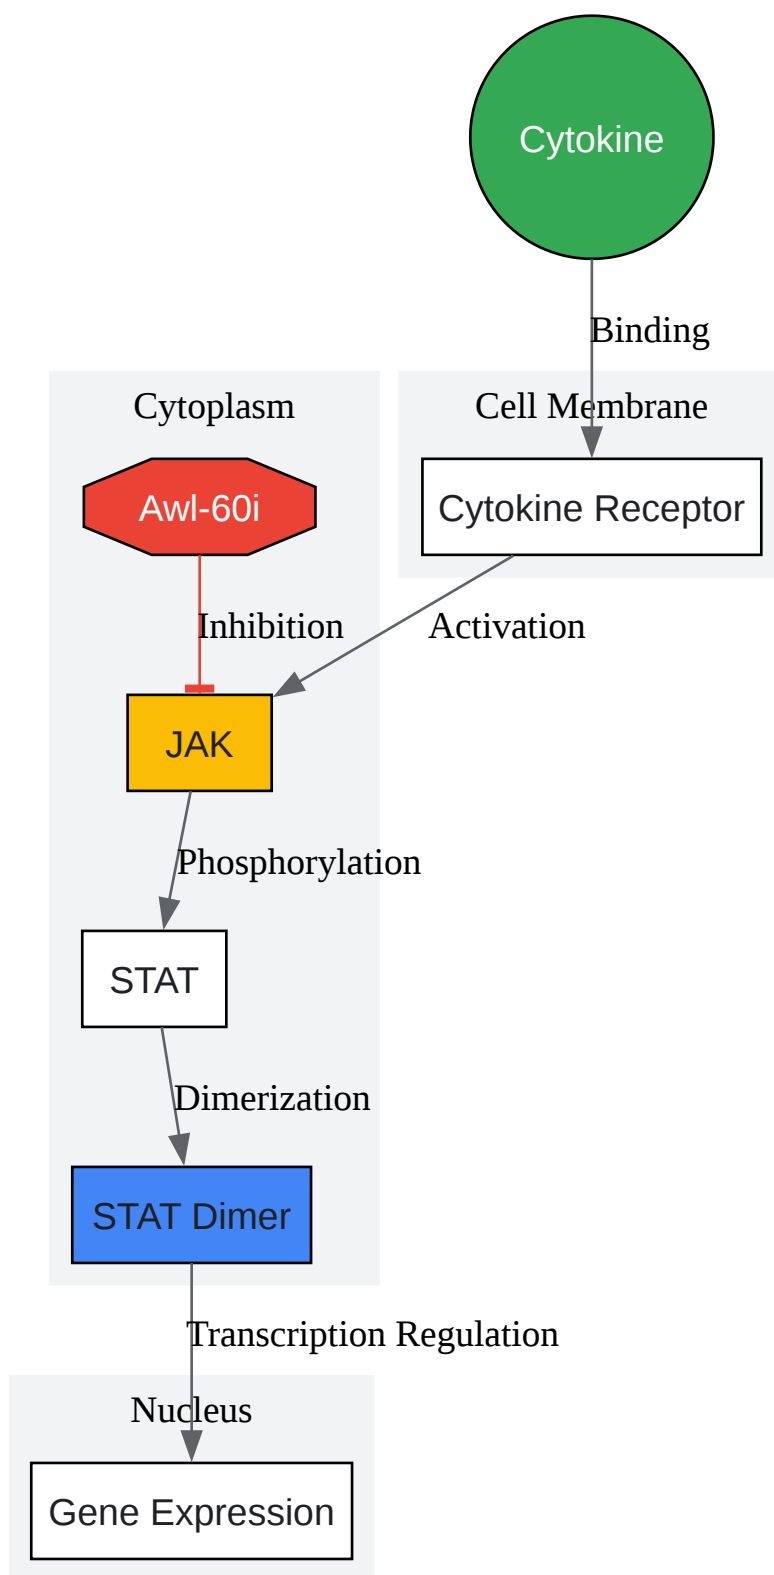 Cytokine
Binding
Cytoplasm
Cell Membrane
Awl-60i
Cytokine Receptor
Inhibition
Activation
JAK
Phosphorylation
STAT
Dimerization
STAT Dimer
Transcription Regulation
Nucleus
Gene Expression